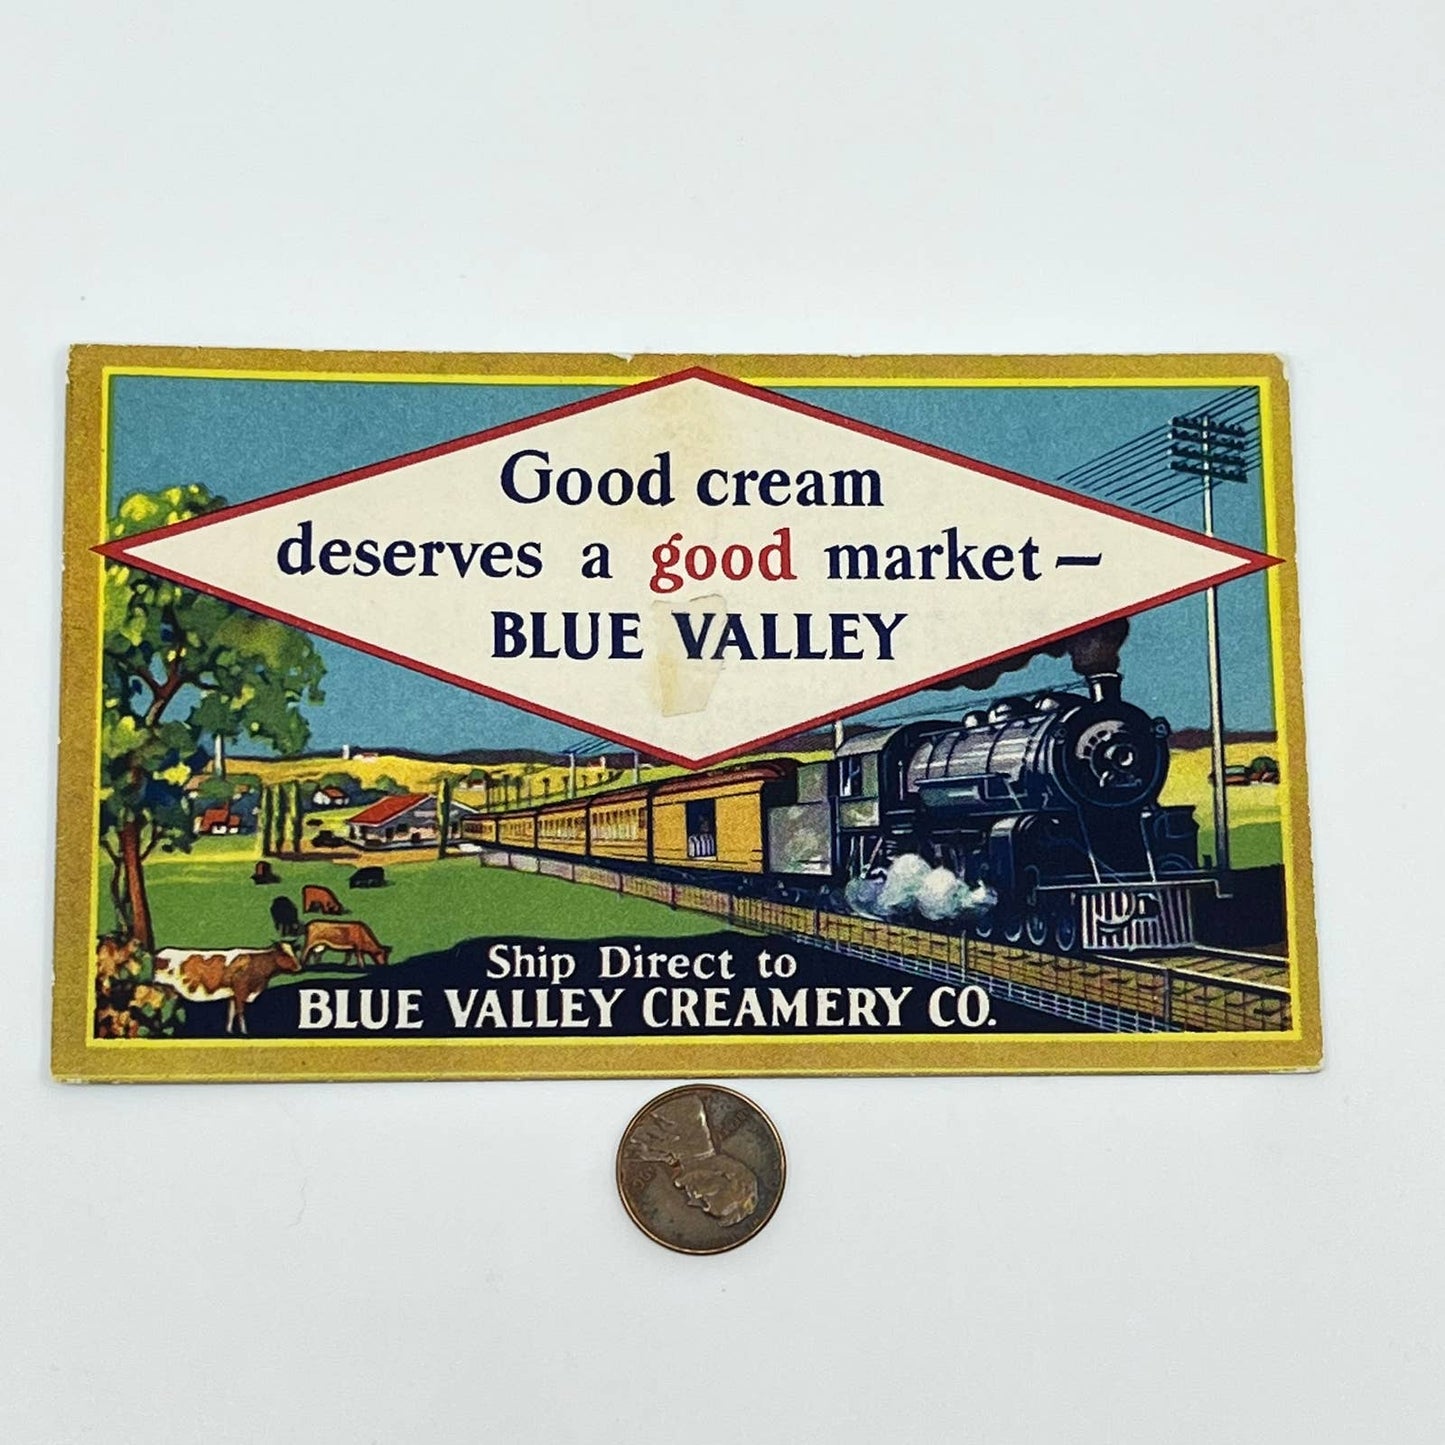 Good cream
deserves a good market —
BLUE VALLEY
Ship Direct to
BLUE VALLEY CREAMERY CO.